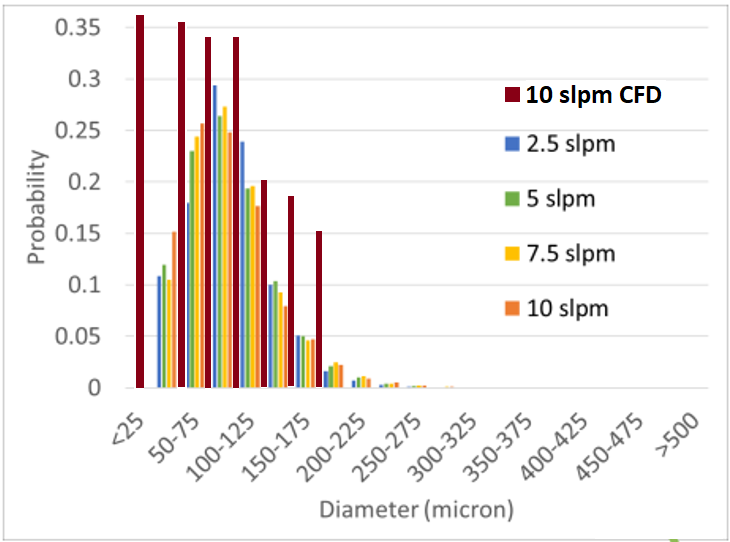 0.35
0.3
0.25
0.2
0.15
0.1
0.05
0
Probability
10 slpm CFD
2.5 slpm
5 slpm
7.5 slpm
10 slpm
<25
50-75
100-125
150-175
200-225
250-275
300-325
350-375
400-425
450-475
>500
Diameter (micron)